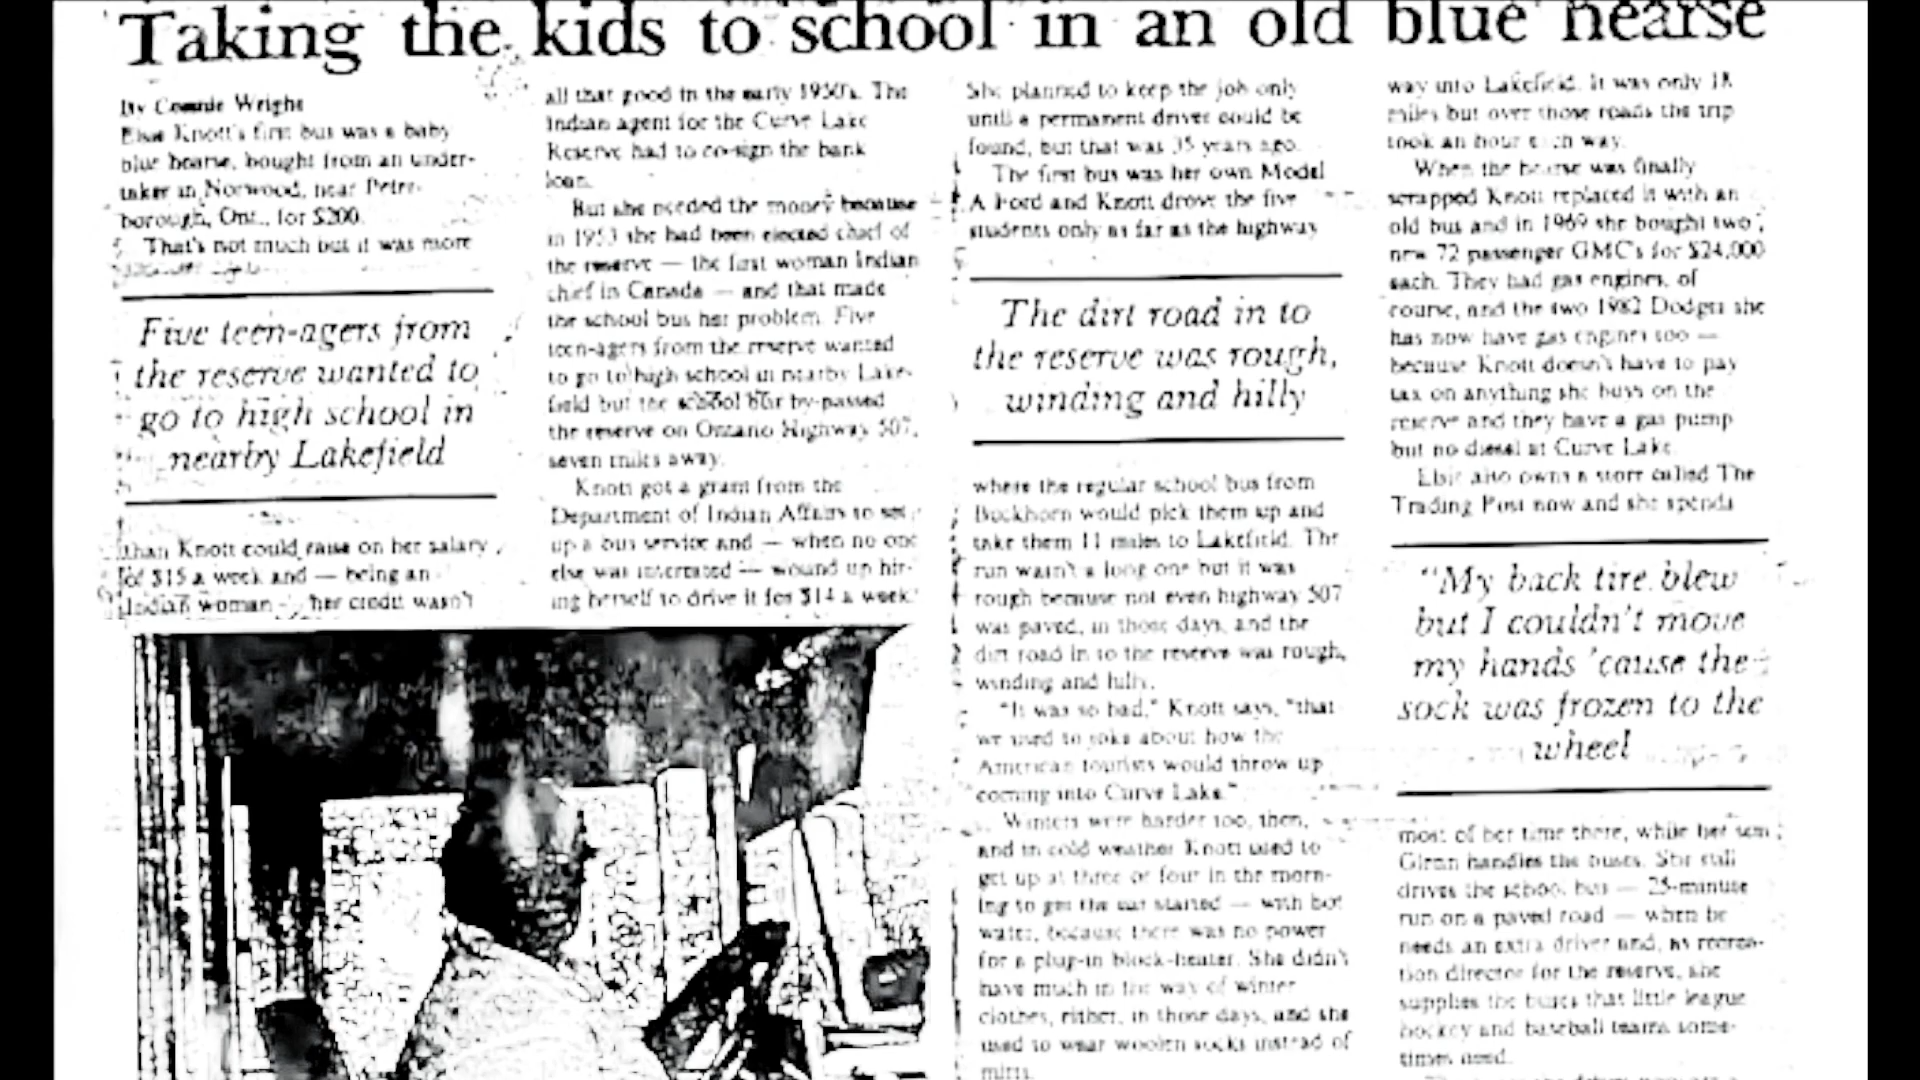 Taking the kids to school in an old blue hearse
By Connie Wright
Elsie Knott's first bus was a baby
blue hearse, bought from an under-
taker in Norwood, near Peter-
borough, Ont., for $200.
That's not much but it was more
Five teen-agers from
the reserve wanted to
go to high school in
nearby Lakefield
than Knott could raise on her salary
of $15 a week and — being an
Indian woman — her credit wasn't
all that good in the early 1950's. The
Indian agent for the Curve Lake
Reserve had to co-sign the bank
loan.
But she needed the money because
in 1953 she had been elected chief of
the reserve — the first woman Indian
chief in Canada — and that made
the school bus her problem. Five
teen-agers from the reserve wanted
to go to high school in nearby Lake-
field but the school bus by-passed
the reserve on Ontario Highway 507,
seven miles away.
Knott got a grant from the
Department of Indian Affairs to set
up a bus service and — when no one
else was interested — wound up hir-
ing herself to drive it for $14 a week.
She planned to keep the job only
until a permanent driver could be
found, but that was 35 years ago.
The first bus was her own Model
A Ford and Knott drove the five
students only as far as the highway
The dirt road in to
the reserve was rough,
winding and hilly
where the regular school bus from
Buckhorn would pick them up and
take them 11 miles to Lakefield. The
run wasn't a long one but it was
rough because not even highway 507
was paved, in those days, and the
dirt road in to the reserve was rough,
winding and hilly.
"It was so bad," Knott says, "that
we used to joke about how the
American tourists would throw up
coming into Curve Lake."
Winters were harder too, then,
and in cold weather Knott used to
get up at three or four in the morn-
ing to get the car started — with hot
water, because there was no power
for a plug-in block-heater. She didn't
have much in the way of winter
clothes, either, in those days, and she
used to wear woolen socks instead of
mitts.
way into Lakefield. It was only 18
miles but over those roads the trip
took an hour each way.
When the hearse was finally
scrapped Knott replaced it with an
old bus and in 1969 she bought two
new 72 passenger GMC's for $24,000
each. They had gas engines, of
course, and the two 1982 Dodges she
has now have gas engines too —
because Knott doesn't have to pay
tax on anything she buys on the
reserve and they have a gas pump
but no diesel at Curve Lake.
Elsie also owns a store called The
Trading Post now and she spends
"My back tire blew
but I couldn't move
my hands 'cause the
sock was frozen to the
wheel
most of her time there, while her son
Glenn handles the buses. She still
drives the school bus — 25-minute
run on a paved road — when he
needs an extra driver and, as recrea-
tion director for the reserve, she
supplies the buses that little league
hockey and baseball teams some-
times need.